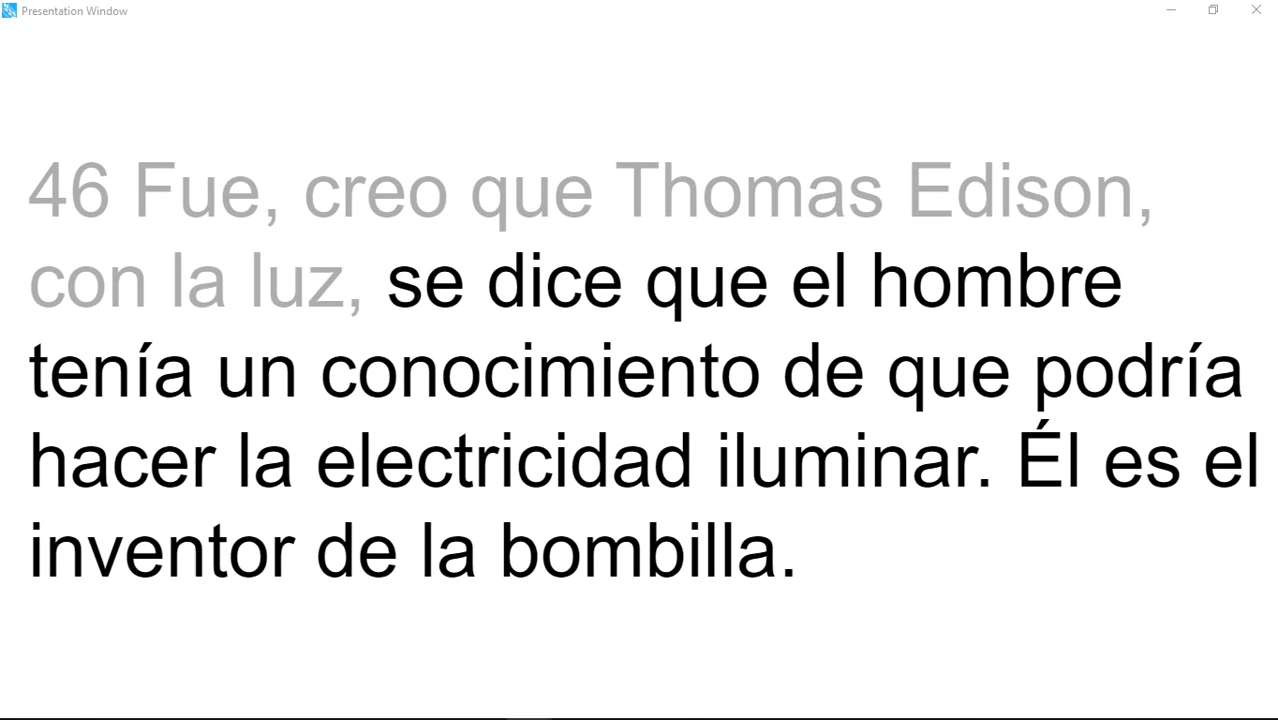 Presentation Window
46 Fue, creo que Thomas Edison,
con la luz, se dice que el hombre
tenía un conocimiento de que podría
hacer la electricidad iluminar. Él es el
inventor de la bombilla.